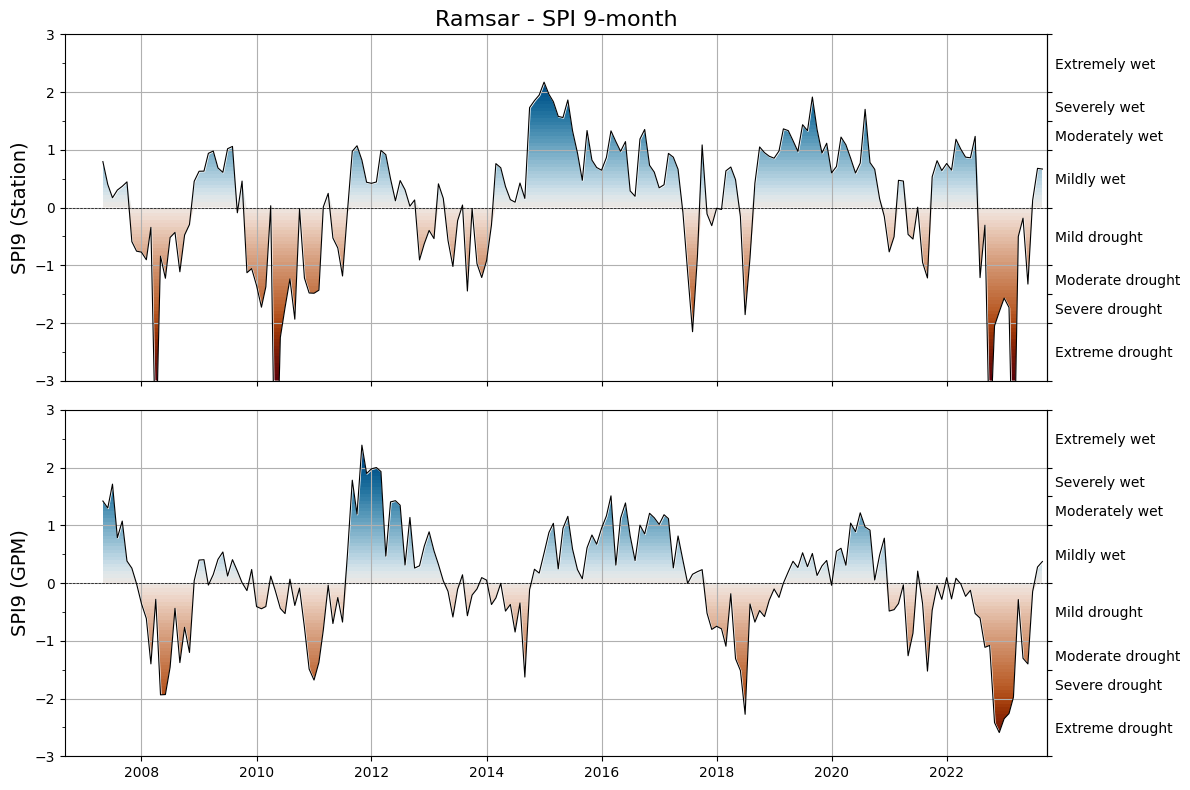 Ramsar - SPI 9-month
SPI9 (Station)
3
2
1
0
−1
−2
−3
Extremely wet
Severely wet
Moderately wet
Mildly wet
Mild drought
Moderate drought
Severe drought
Extreme drought
SPI9 (GPM)
3
2
1
0
−1
−2
−3
Extremely wet
Severely wet
Moderately wet
Mildly wet
Mild drought
Moderate drought
Severe drought
Extreme drought
2008 2010 2012 2014 2016 2018 2020 2022